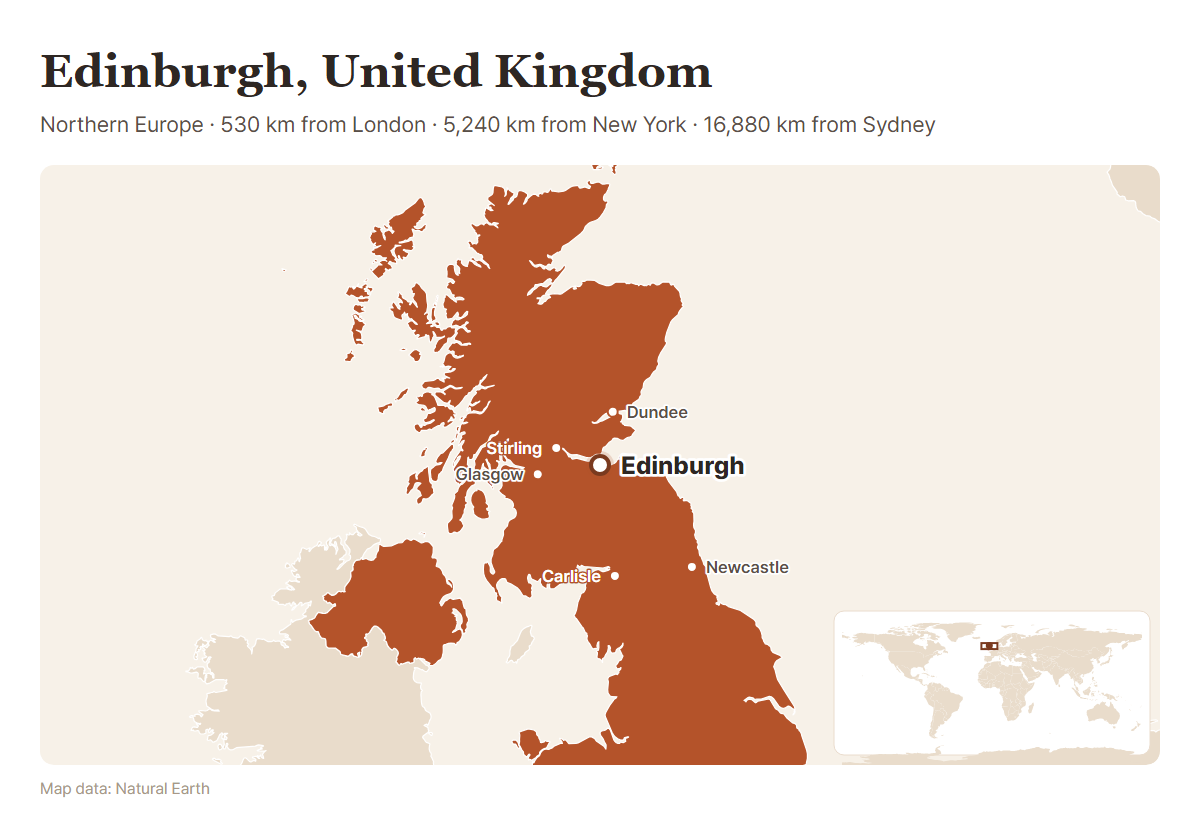 Edinburgh, United Kingdom
Northern Europe · 530 km from London · 5,240 km from New York · 16,880 km from Sydney
Dundee
Stirling
Edinburgh
Glasgow
Newcastle
Carlisle
Map data: Natural Earth